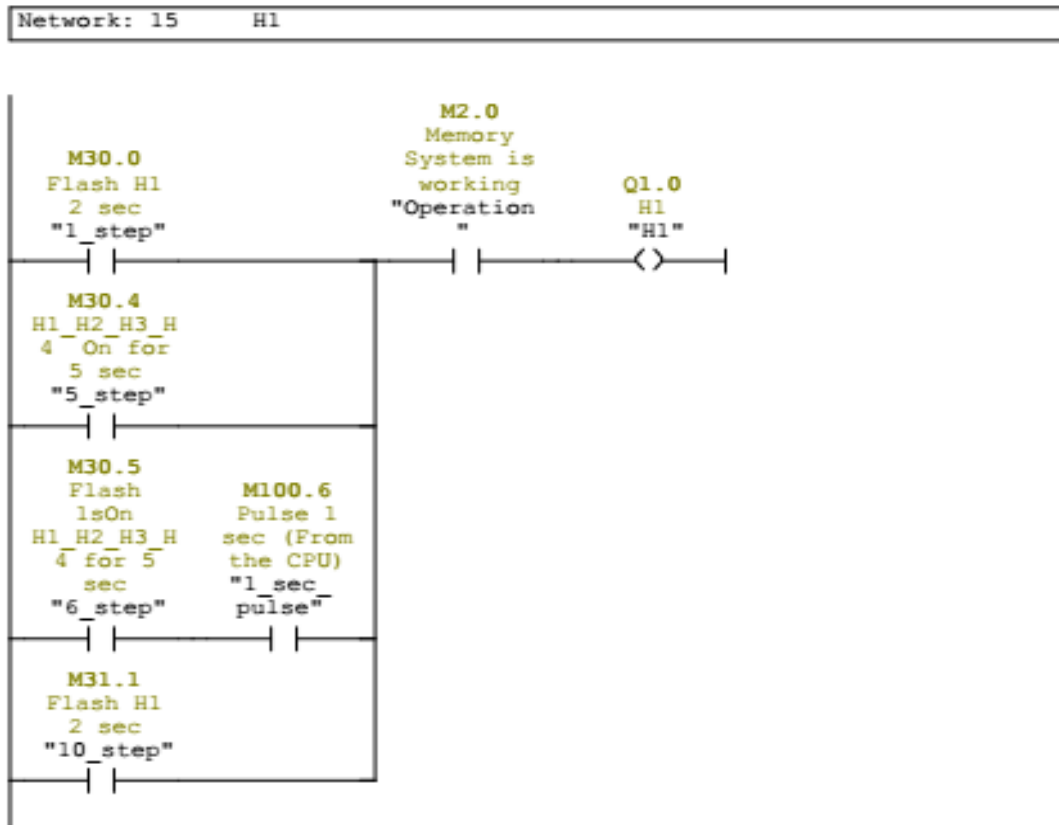 Network: 15 H1
M2.0
Memory
System is
working
"Operation
"
M30.0
Flash H1
2 sec
"1_step"
Q1.0
H1
"H1"
M30.4
H1_H2_H3_H
4 On for
5 sec
"5_step"
M30.5
Flash
1sOn
H1_H2_H3_H
4 for 5
sec
"6_step"
M100.6
Pulse 1
sec (From
the CPU)
"1_sec_
pulse"
M31.1
Flash H1
2 sec
"10_step"